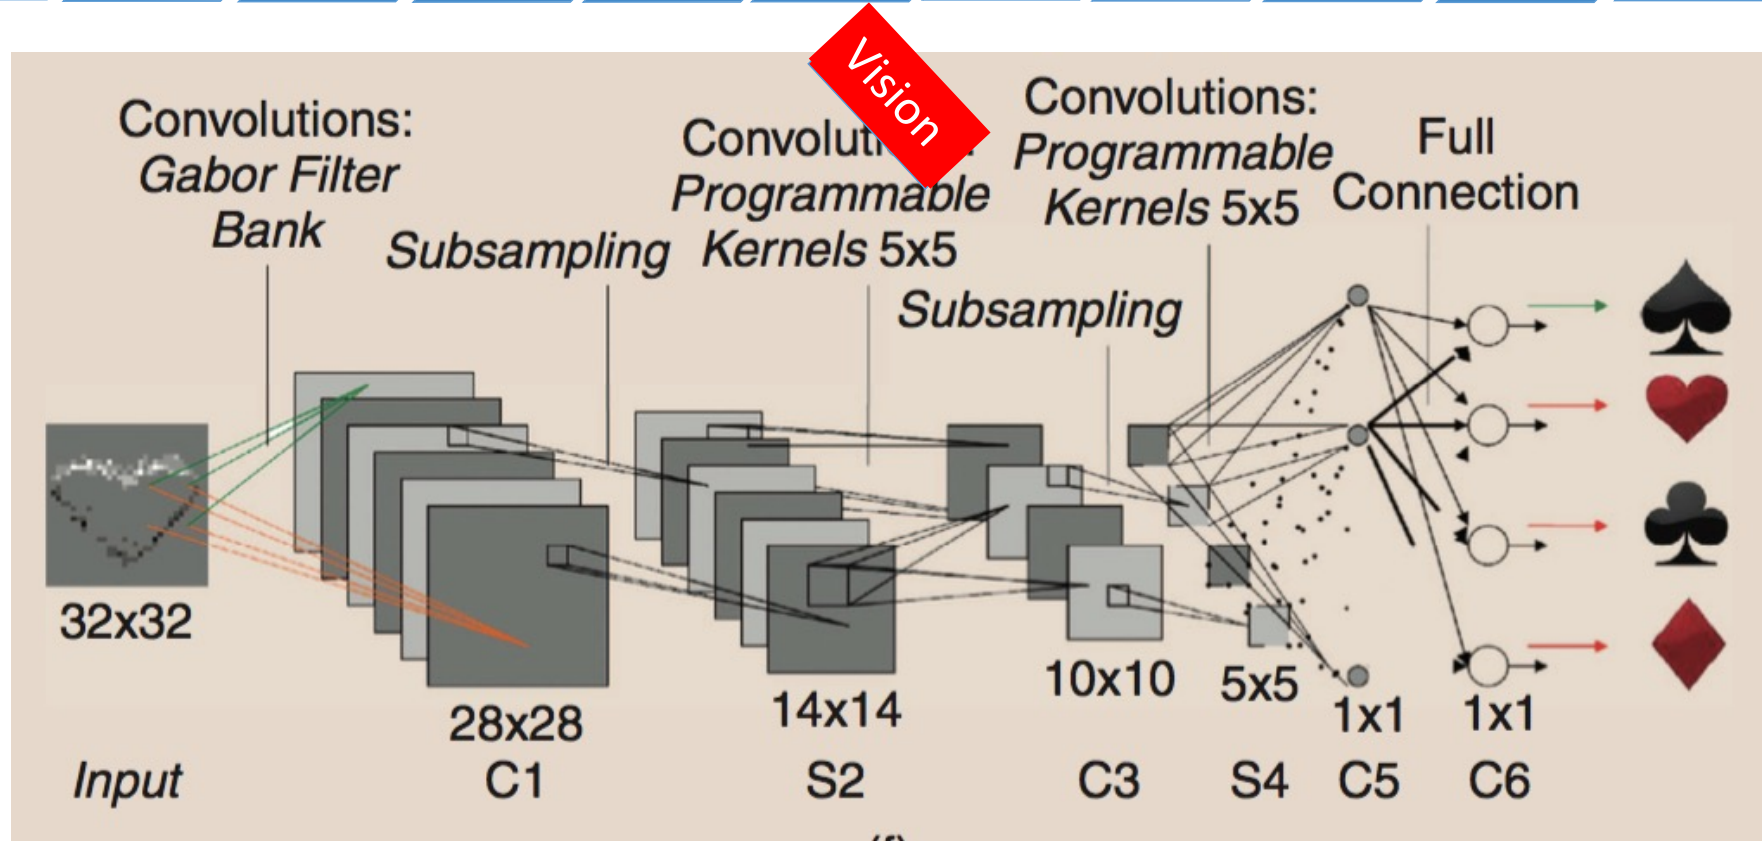 Vision
Convolutions:
Gabor Filter
Bank
Subsampling
Programmable
Kernels 5x5
Subsampling
Convolutions:
Programmable
Kernels 5x5
Full
Connection
32x32
28x28
14x14
10x10
5x5
1x1
1x1
Input
C1
S2
C3
S4
C5
C6